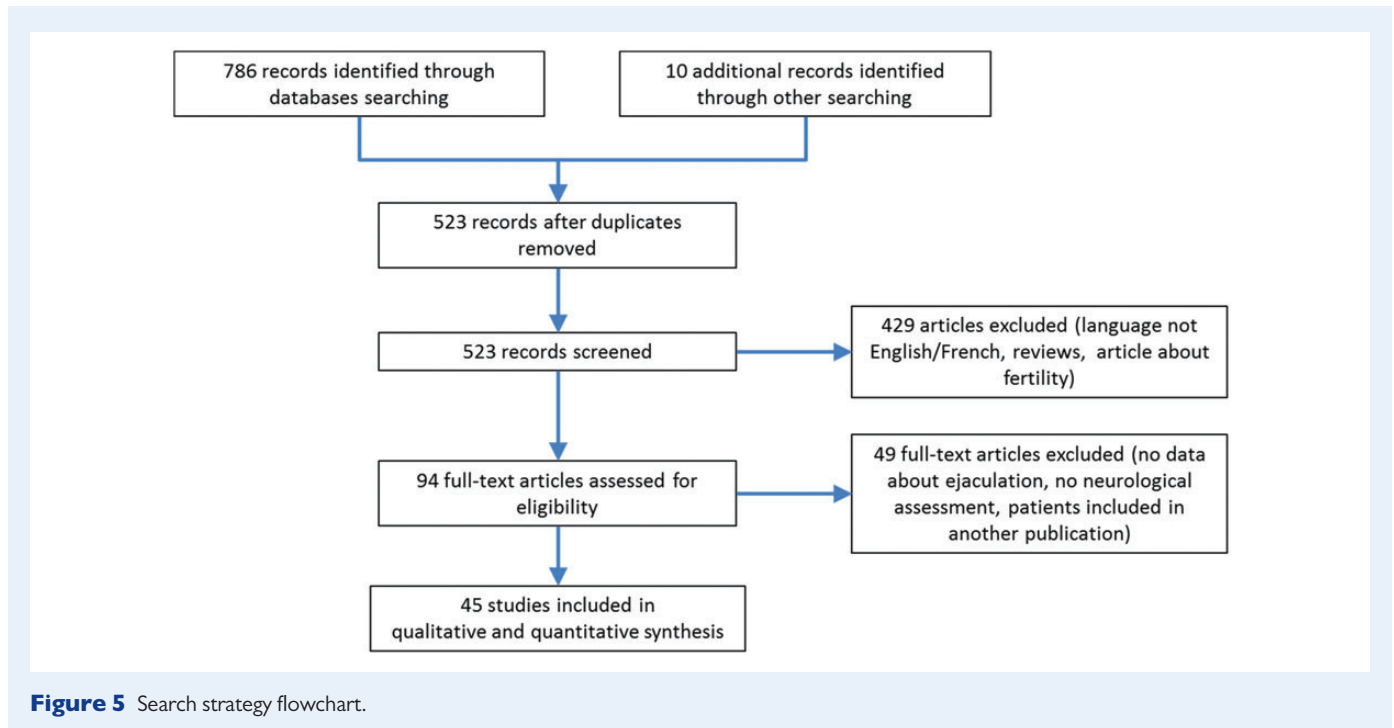 786 records identified through
databases searching
10 additional records identified
through other searching
523 records after duplicates
removed
523 records screened
429 articles excluded (language not
English/French, reviews, article about
fertility)
94 full-text articles assessed for
eligibility
49 full-text articles excluded (no data
about ejaculation, no neurological
assessment, patients included in
another publication)
45 studies included in
qualitative and quantitative synthesis
Figure 5 Search strategy flowchart.